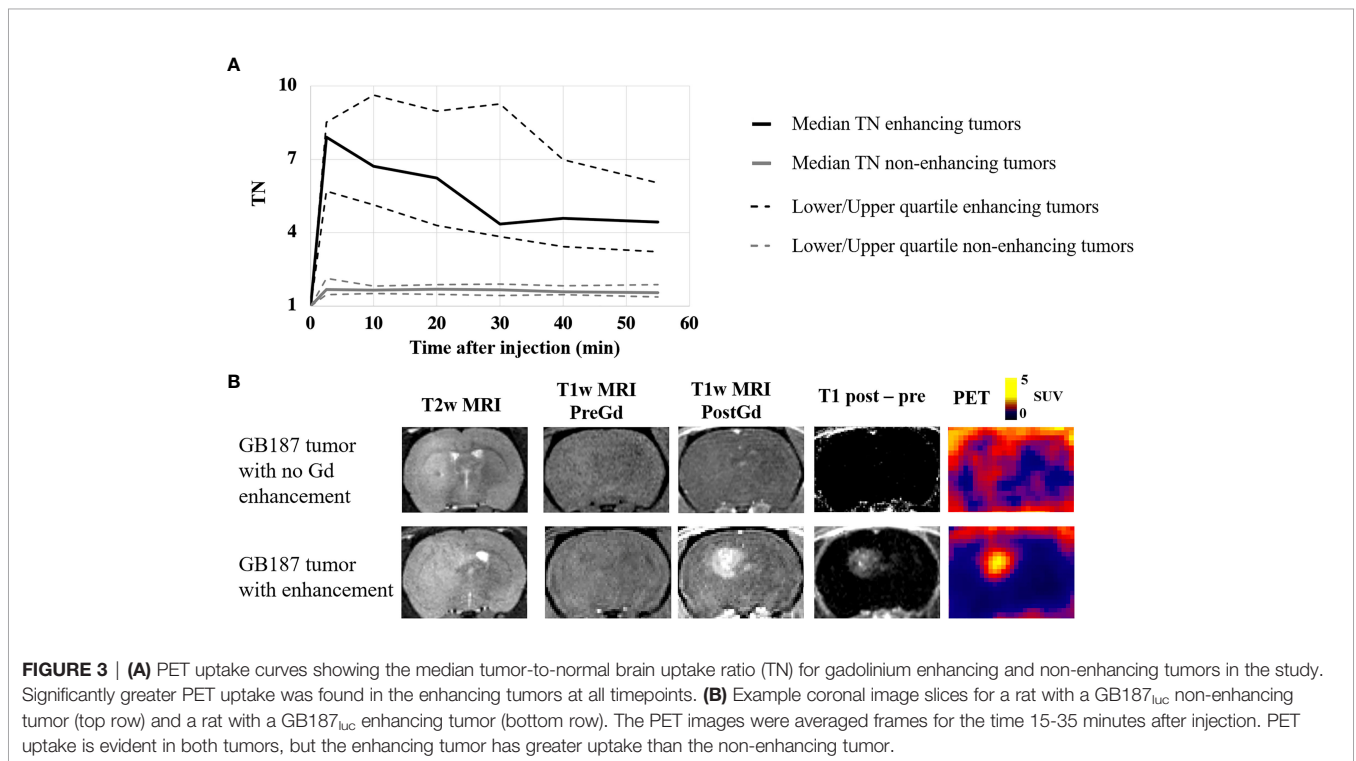 A
10
7
4
1
TN
0 10 20 30 40 50 60
Time after injection (min)
Median TN enhancing tumors
Median TN non-enhancing tumors
Lower/Upper quartile enhancing tumors
Lower/Upper quartile non-enhancing tumors
B
T2w MRI
T1w MRI
PreGd
T1w MRI
PostGd
T1 post – pre
PET
5
0
SUV
GB187 tumor
with no Gd
enhancement
GB187 tumor
with enhancement
FIGURE 3 | (A) PET uptake curves showing the median tumor-to-normal brain uptake ratio (TN) for gadolinium enhancing and non-enhancing tumors in the study.
Significantly greater PET uptake was found in the enhancing tumors at all timepoints. (B) Example coronal image slices for a rat with a GB187luc non-enhancing
tumor (top row) and a rat with a GB187luc enhancing tumor (bottom row). The PET images were averaged frames for the time 15-35 minutes after injection. PET
uptake is evident in both tumors, but the enhancing tumor has greater uptake than the non-enhancing tumor.